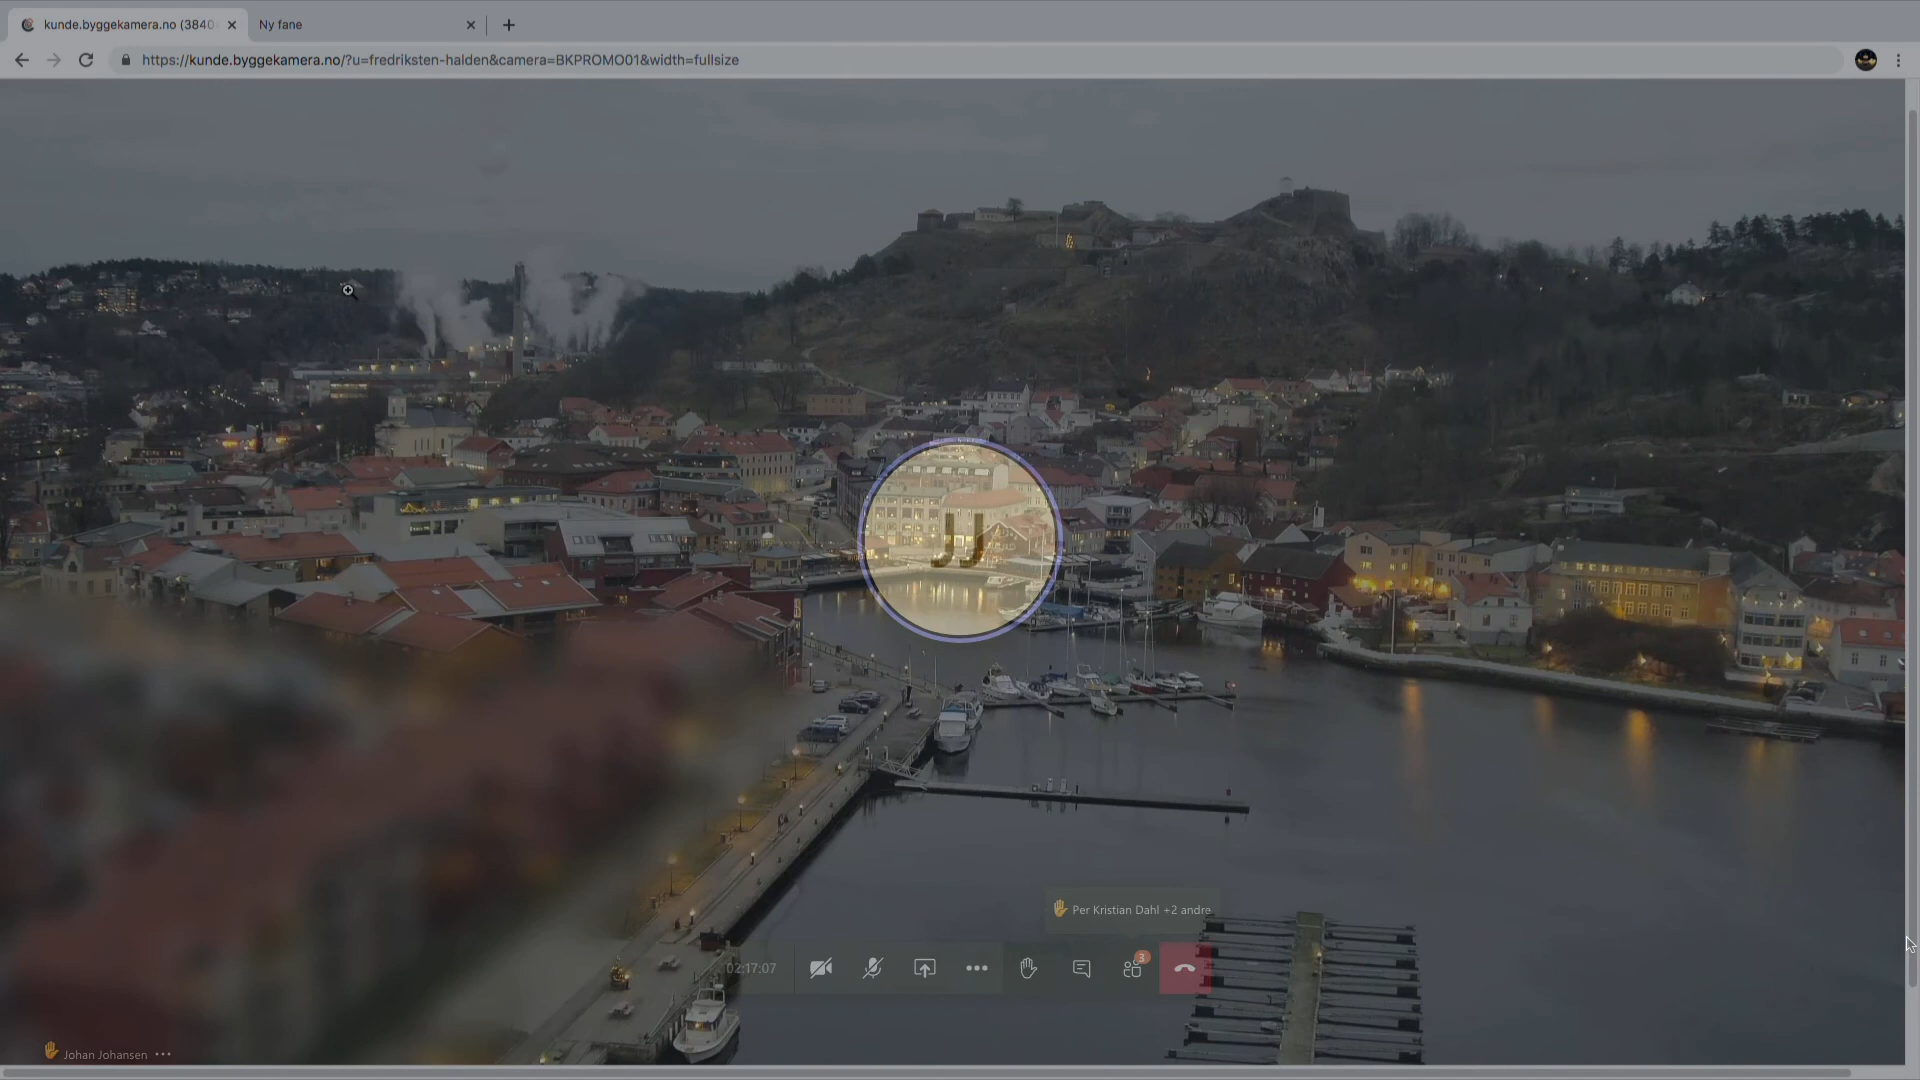 kunde.byggekamera.no (3840
Ny fane
https://kunde.byggekamera.no/?u=fredriksten-halden&camera=BKPROMO01&width=fullsize
JJ
Per Kristian Dahl +2 andre
02:17:07
3
Johan Johansen